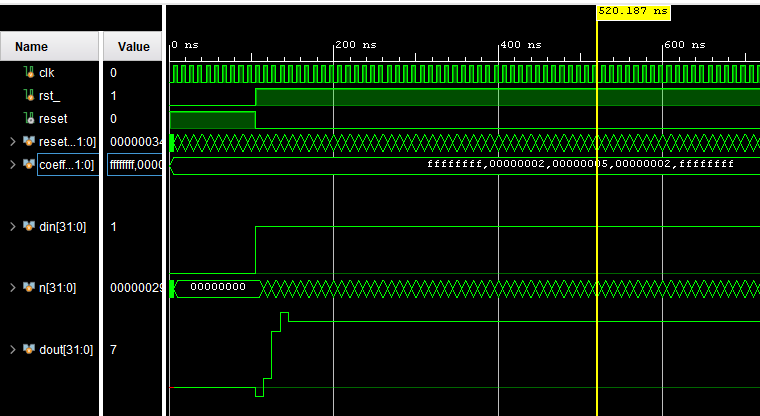 520.187 ns
Name Value 0 ns 200 ns 400 ns 600 ns
clk 0
rst_ 1
reset 0
reset...1:0] 00000034
coeff...1:0] ffffffff,0000 ffffffff,00000002,00000005,00000002,ffffffff
din[31:0] 1
n[31:0] 00000029 00000000
dout[31:0] 7